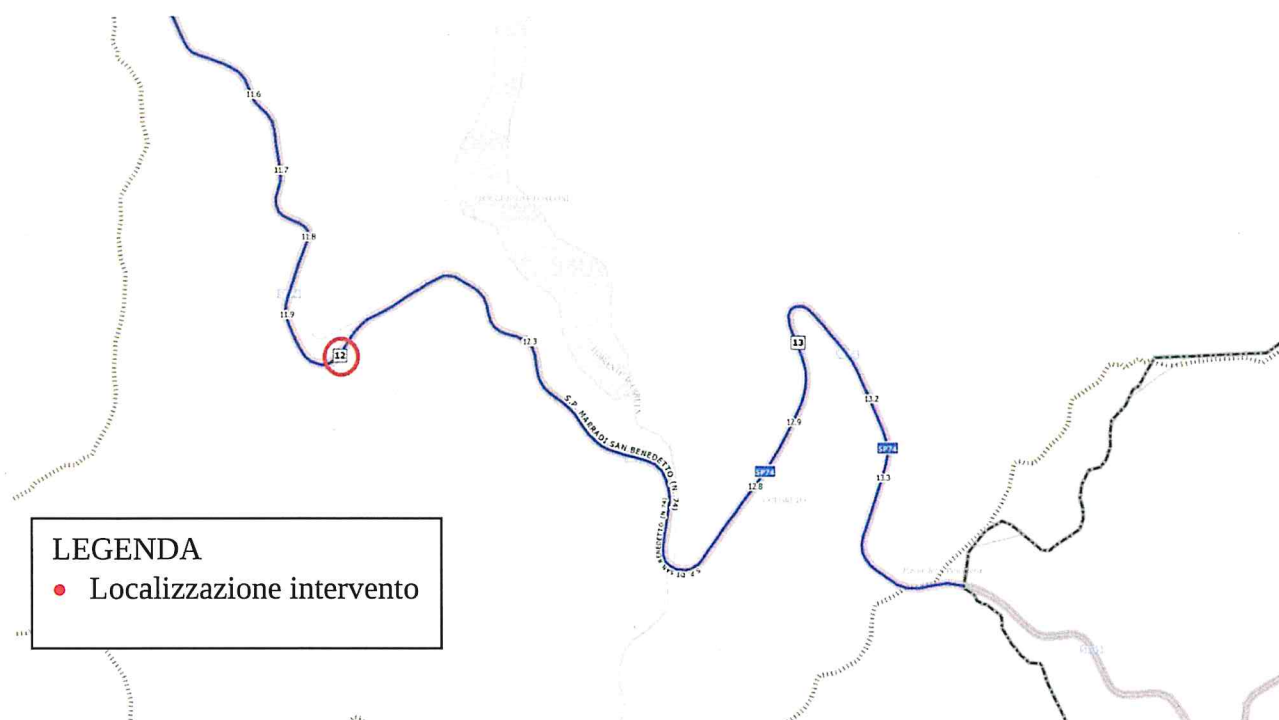 11.6
11.7
11.8
11.9
12
12.3
S.P. MARRADI SAN BENEDETTO (N. 74)
13
13.2
12.9
SP74
SP74
12.8
13.3
LEGENDA
Localizzazione intervento